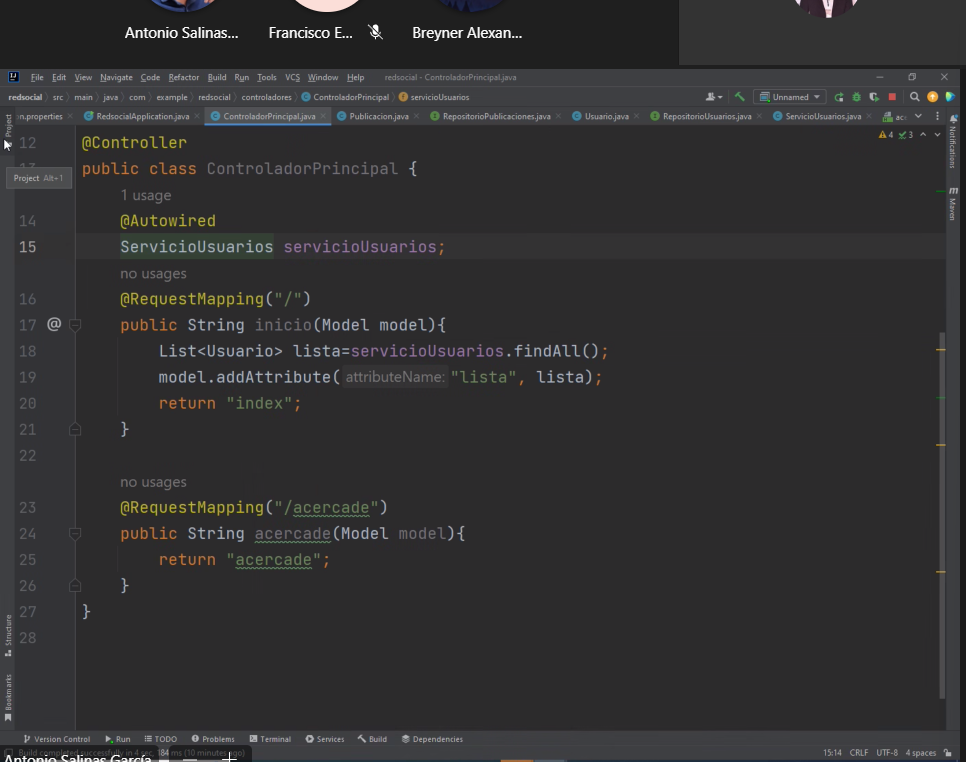 Antonio Salinas... Francisco E... Breyner Alexan...
IJ File Edit View Navigate Code Refactor Build Run Tools VCS Window Help redsocial - ControladorPrincipal.java
redsocial src main java com example redsocial controladores ControladorPrincipal servicioUsuarios Unnamed
n.properties RedsocialApplication.java ControladorPrincipal.java Publicacion.java RepositorioPublicaciones.java Usuario.java RepositorioUsuarios.java ServicioUsuarios.java ac
Project
Notifications
Maven
4 3
Project Alt+1
12 @Controller
13 public class ControladorPrincipal {
1 usage
14 @Autowired
15 ServicioUsuarios servicioUsuarios;
no usages
16 @RequestMapping("/")
17 @ public String inicio(Model model){
18 List<Usuario> lista=servicioUsuarios.findAll();
19 model.addAttribute( attributeName: "lista", lista);
20 return "index";
21 }
22
no usages
23 @RequestMapping("/acercade")
24 public String acercade(Model model){
25 return "acercade";
26 }
27 }
28
Structure
Bookmarks
Version Control Run TODO Problems Terminal Services Build Dependencies
Build completed successfully in 4 sec, 184 ms (10 minutes ago) 15:14 CRLF UTF-8 4 spaces
Antonio Salinas García